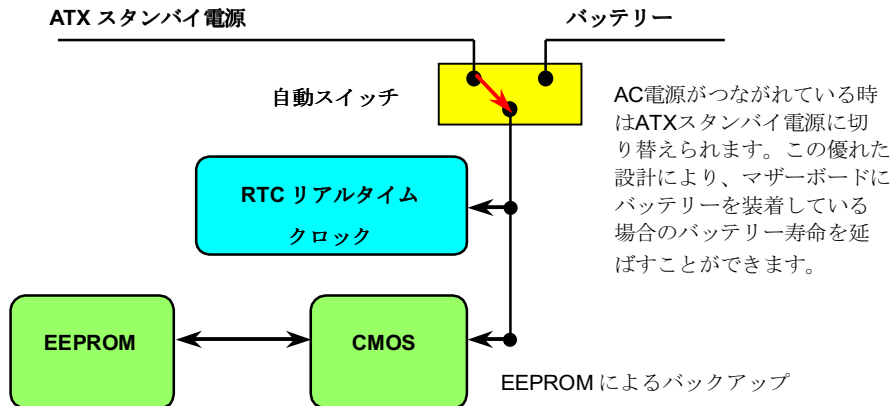 ATX スタンバイ電源
バッテリー
自動スイッチ
AC電源がつながれている時
はATXスタンバイ電源に切
り替えられます。この優れた
設計により、マザーボードに
バッテリーを装着している
場合のバッテリー寿命を延
ばすことができます。
RTC リアルタイム
クロック
EEPROM
CMOS
EEPROM によるバックアップ